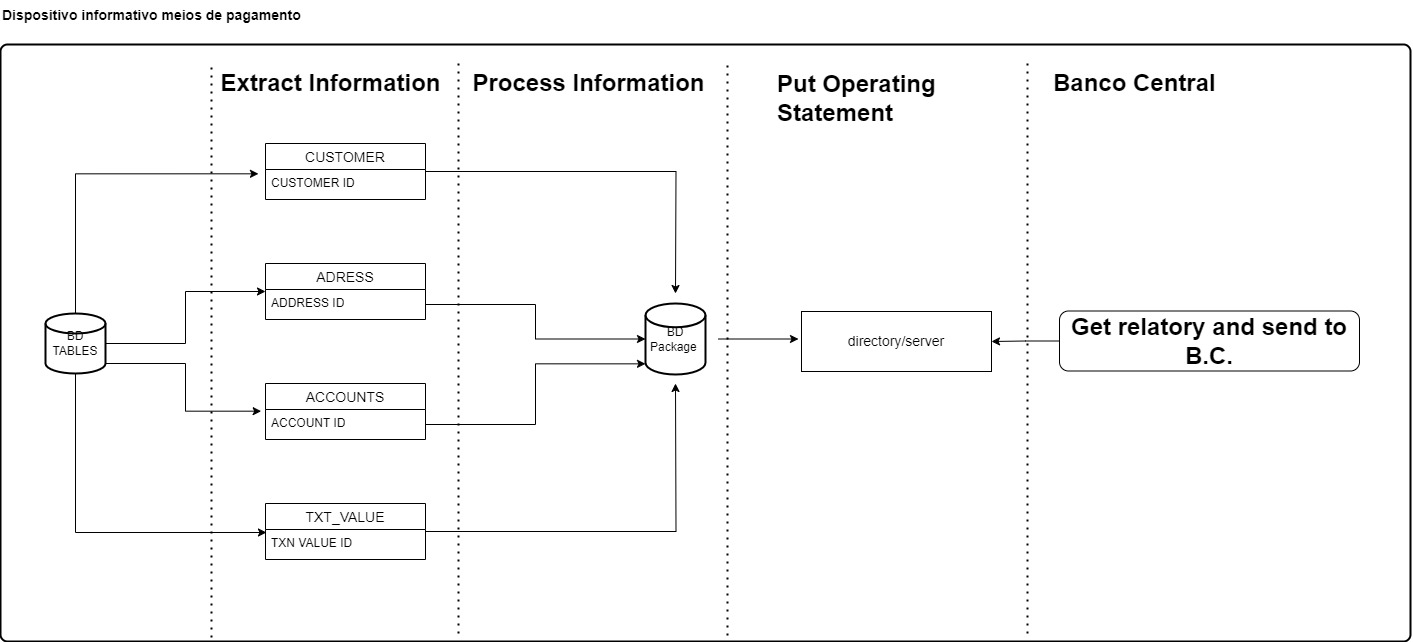 Dispositivo informativo meios de pagamento
Extract Information
Process Information
Put Operating
Statement
Banco Central
CUSTOMER
CUSTOMER ID
ADRESS
ADDRESS ID
BD
TABLES
BD
Package
directory/server
Get relatory and send to
B.C.
ACCOUNTS
ACCOUNT ID
TXT_VALUE
TXN VALUE ID